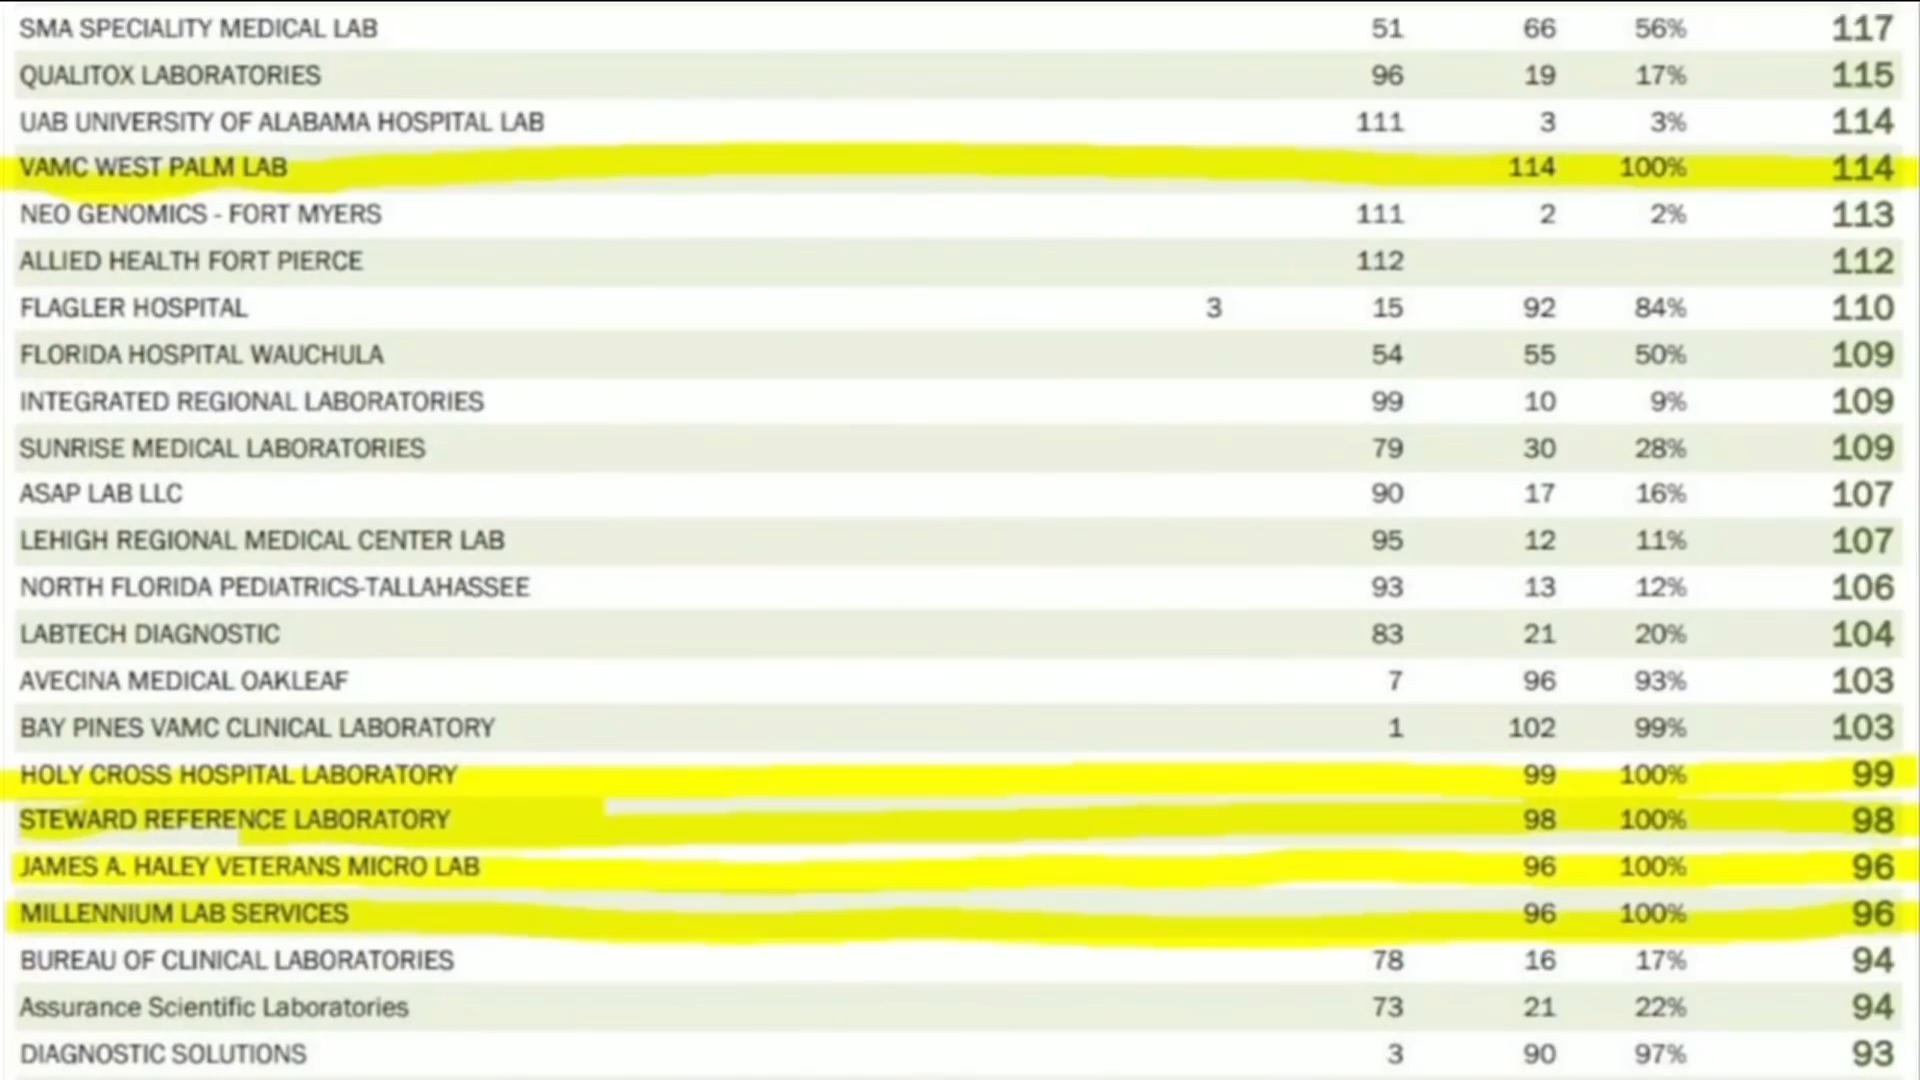 SMA SPECIALITY MEDICAL LAB 51 66 56% 117
QUALITOX LABORATORIES 96 19 17% 115
UAB UNIVERSITY OF ALABAMA HOSPITAL LAB 111 3 3% 114
VAMC WEST PALM LAB 114 100% 114
NEO GENOMICS - FORT MYERS 111 2 2% 113
ALLIED HEALTH FORT PIERCE 112 112
FLAGLER HOSPITAL 3 15 92 84% 110
FLORIDA HOSPITAL WAUCHULA 54 55 50% 109
INTEGRATED REGIONAL LABORATORIES 99 10 9% 109
SUNRISE MEDICAL LABORATORIES 79 30 28% 109
ASAP LAB LLC 90 17 16% 107
LEHIGH REGIONAL MEDICAL CENTER LAB 95 12 11% 107
NORTH FLORIDA PEDIATRICS-TALLAHASSEE 93 13 12% 106
LABTECH DIAGNOSTIC 83 21 20% 104
AVECINA MEDICAL OAKLEAF 7 96 93% 103
BAY PINES VAMC CLINICAL LABORATORY 1 102 99% 103
HOLY CROSS HOSPITAL LABORATORY 99 100% 99
STEWARD REFERENCE LABORATORY 98 100% 98
JAMES A. HALEY VETERANS MICRO LAB 96 100% 96
MILLENNIUM LAB SERVICES 96 100% 96
BUREAU OF CLINICAL LABORATORIES 78 16 17% 94
Assurance Scientific Laboratories 73 21 22% 94
DIAGNOSTIC SOLUTIONS 3 90 97% 93